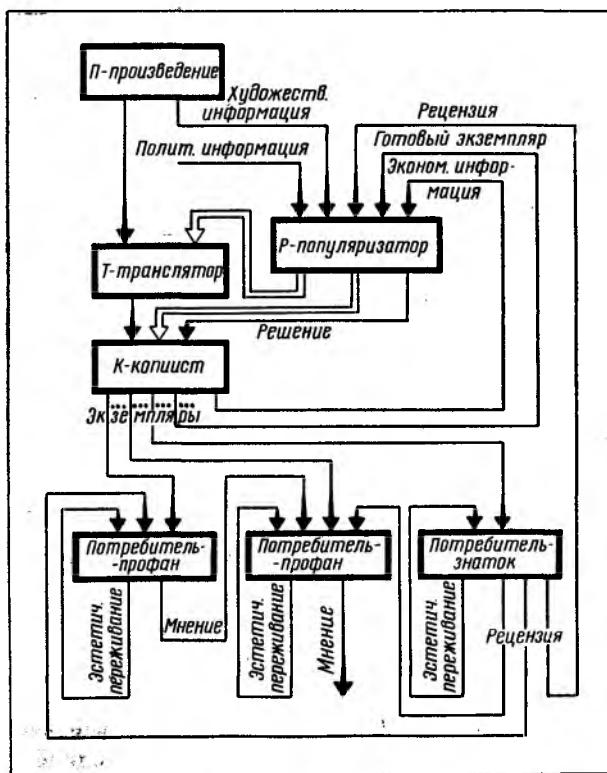 П-произведение
Художеств.
информация
Рецензия
Готовый экземпляр
Полит. информация
Эконом. инфор-
мация
Р-популяризатор
Т-транслятор
Решение
К-копиист
Экземпляры
Потребитель-
-профан
Потребитель-
-профан
Потребитель-
знаток
Эстетич.
переживание
Мнение
Эстетич.
переживание
Мнение
Эстетич.
переживание
Рецензия